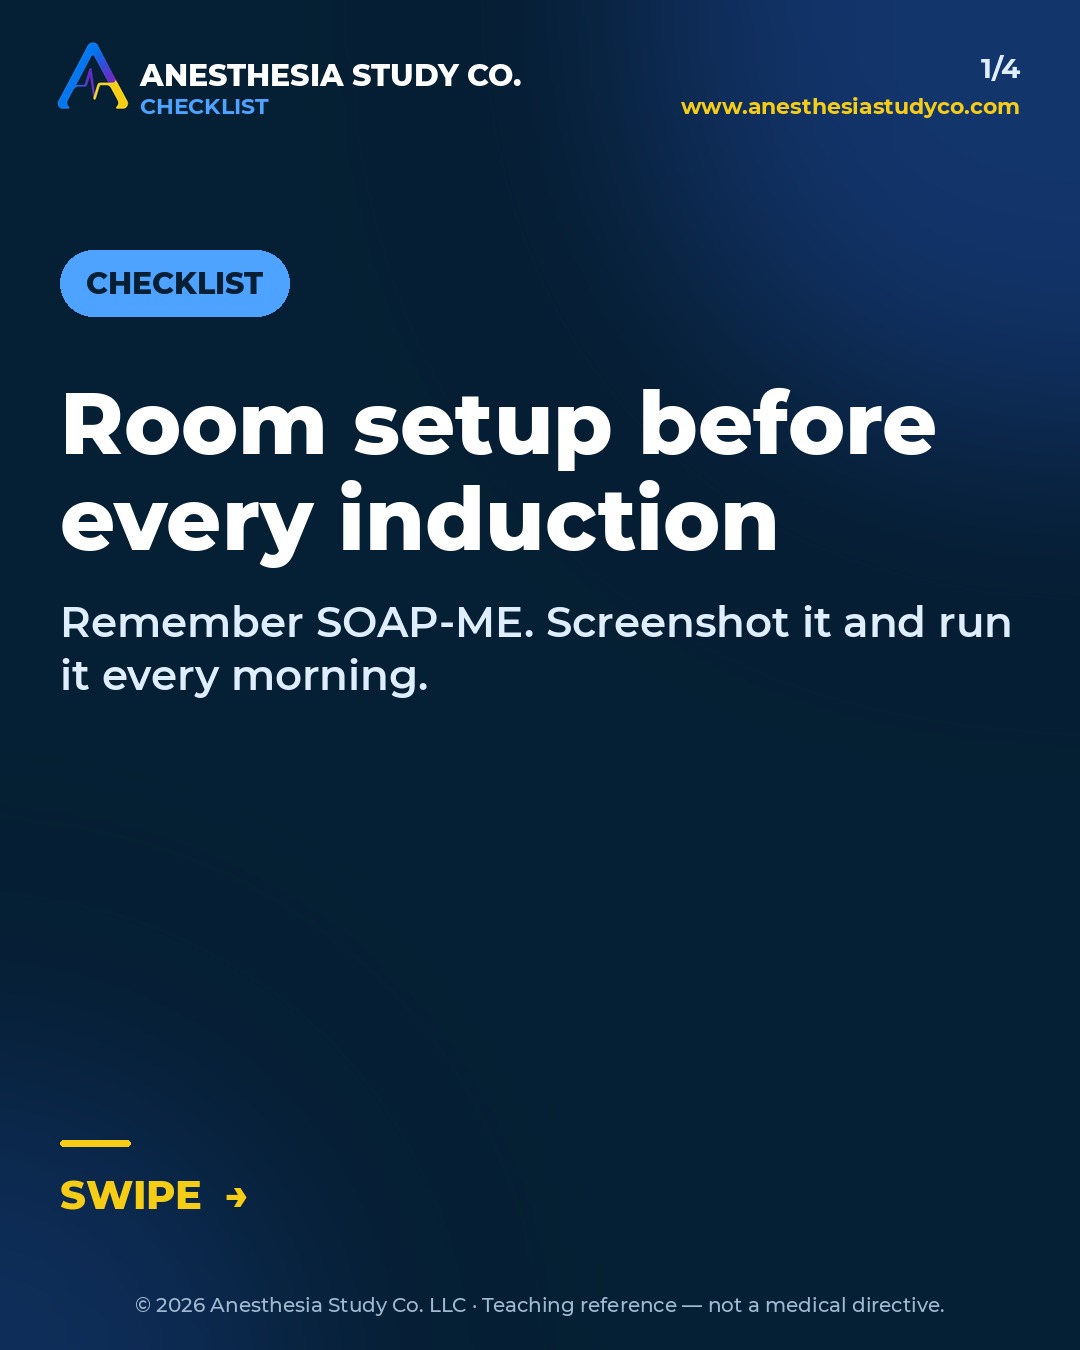 ANESTHESIA STUDY CO.
CHECKLIST
1/4
www.anesthesiastudyco.com
CHECKLIST
Room setup before
every induction
Remember SOAP-ME. Screenshot it and run
it every morning.
SWIPE →
© 2026 Anesthesia Study Co. LLC · Teaching reference — not a medical directive.